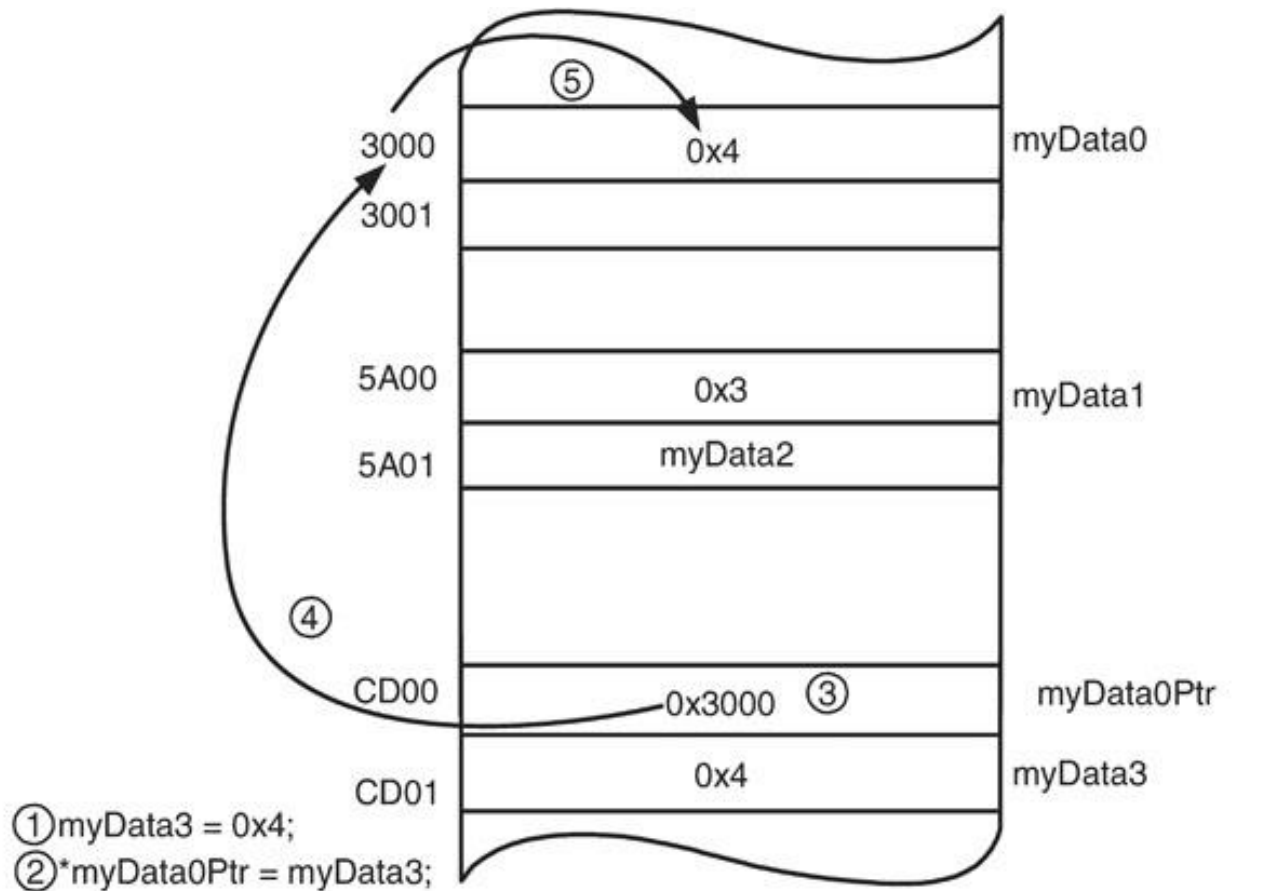 ⑤
3000 0x4 myData0
3001
5A00 0x3 myData1
5A01 myData2
④
CD00 0x3000 ③ myData0Ptr
CD01 0x4 myData3
①myData3 = 0x4;
②*myData0Ptr = myData3;